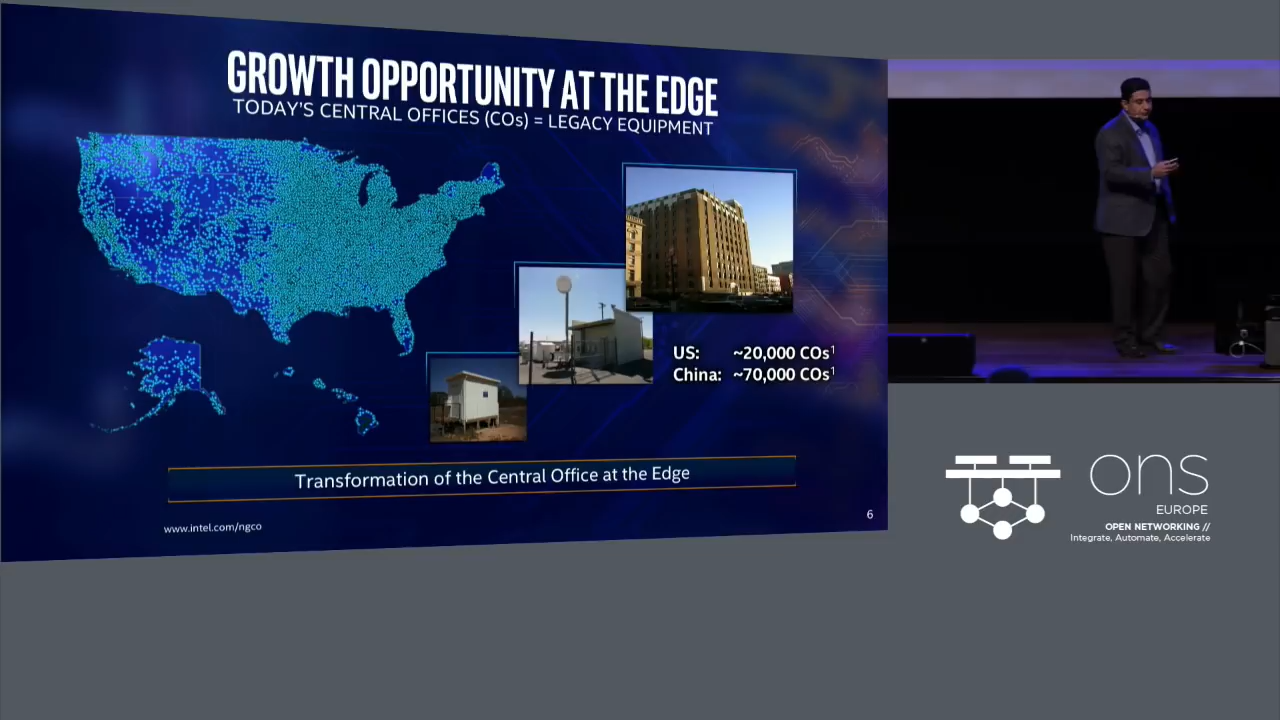 GROWTH OPPORTUNITY AT THE EDGE
TODAY'S CENTRAL OFFICES (COs) = LEGACY EQUIPMENT
US: ~20,000 COs¹
China: ~70,000 COs¹
Transformation of the Central Office at the Edge
www.intel.com/ngco
6
ons
EUROPE
OPEN NETWORKING //
Integrate, Automate, Accelerate